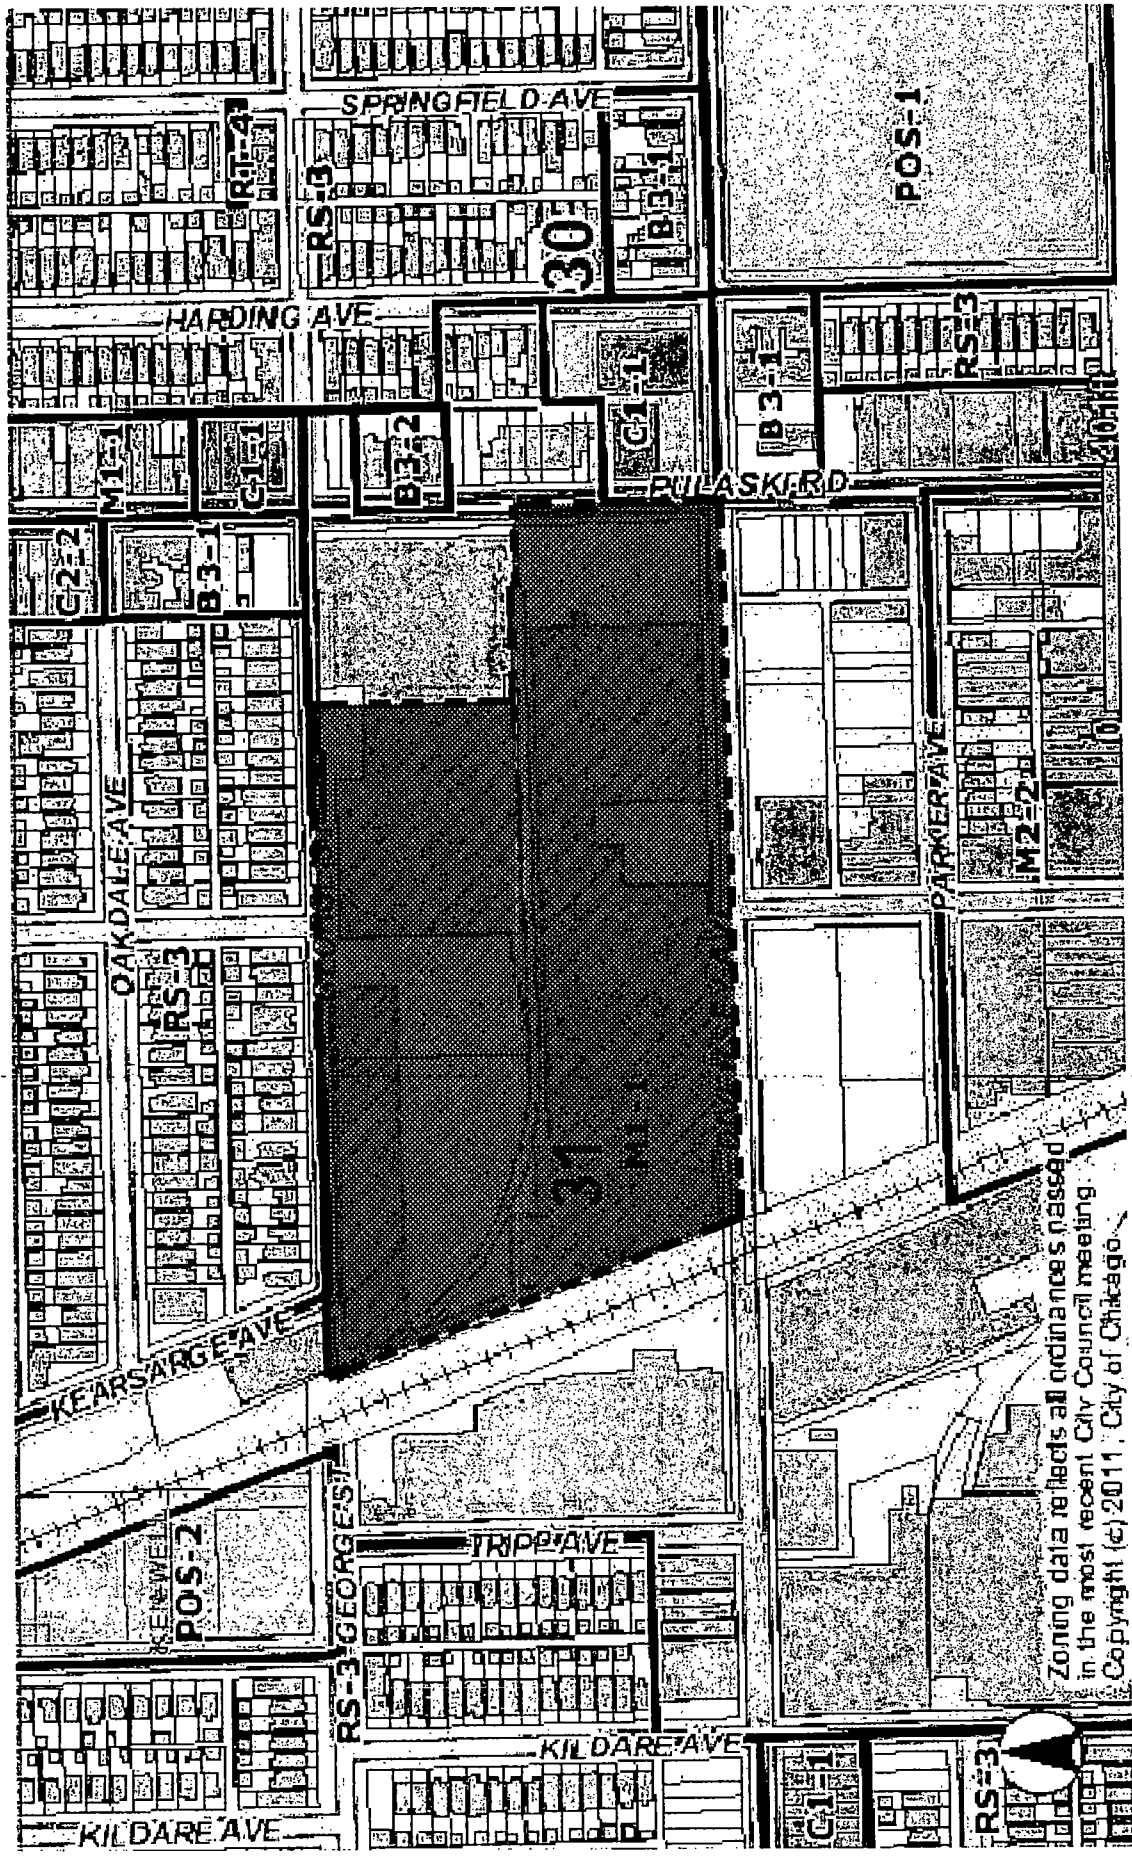 SPRINGFIELD AVE
RT-4
RS-3
30
B3-1
POS-1
HARDING AVE
M1-1
C1-1
B3-2
C1-1
B3-1
RS-3
PULASKI RD
C2-2
B3-1
OAKDALE AVE
RS-3
PARKER AVE
M2-2
31
M1-1
KEARSARGE AVE
POS-2
GEORGE ST
RS-3
TRIPP AVE
KILDARE AVE
KILDARE AVE
C1-1
RS-3
Zoning data reflects all ordinances passed
in the most recent City Council meeting.
Copyright (c) 2011, City of Chicago